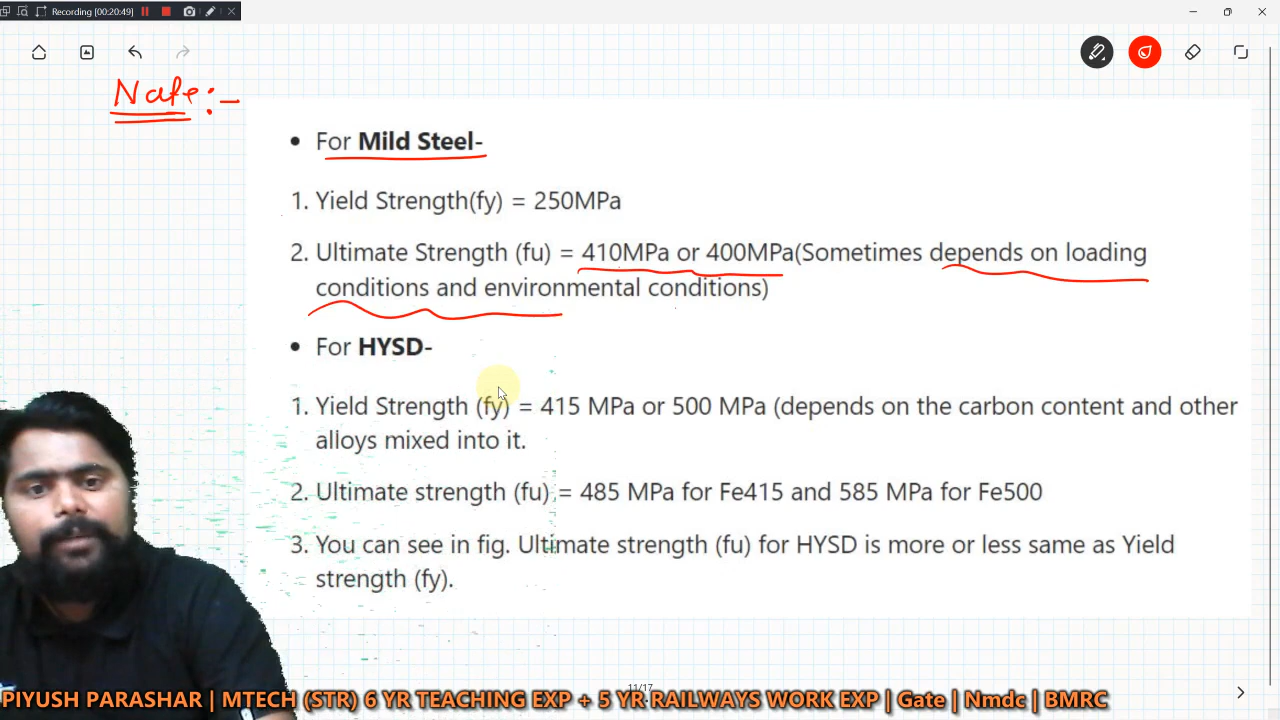 Recording [00:20:49]
Note:-
• For Mild Steel-
1. Yield Strength(fy) = 250MPa
2. Ultimate Strength (fu) = 410MPa or 400MPa(Sometimes depends on loading
conditions and environmental conditions)
• For HYSD-
1. Yield Strength (fy) = 415 MPa or 500 MPa (depends on the carbon content and other
alloys mixed into it.
2. Ultimate strength (fu) = 485 MPa for Fe415 and 585 MPa for Fe500
3. You can see in fig. Ultimate strength (fu) for HYSD is more or less same as Yield
strength (fy).
11/17
PIYUSH PARASHAR | MTECH (STR) 6 YR TEACHING EXP + 5 YR RAILWAYS WORK EXP | Gate | Nmdc | BMRC